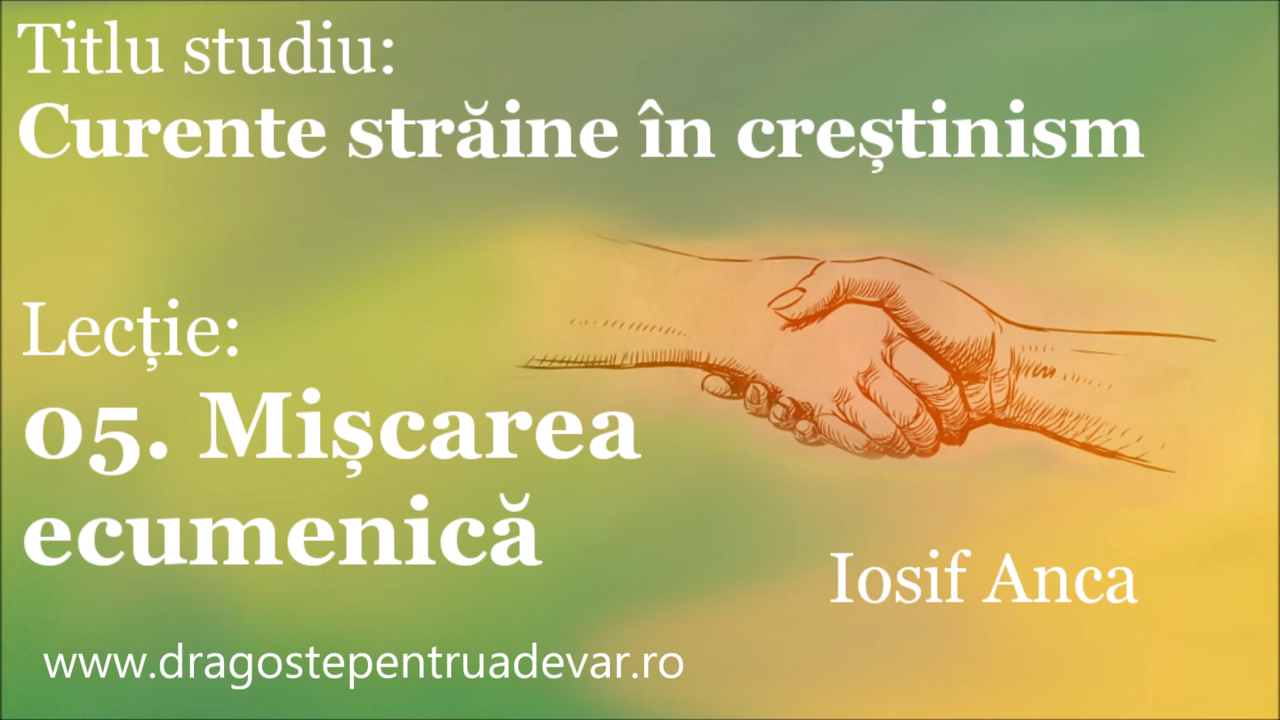 Titlu studiu:
Curente străine în creștinism
Lecție:
05. Mișcarea
ecumenică
Iosif Anca
www.dragostepentruadevar.ro